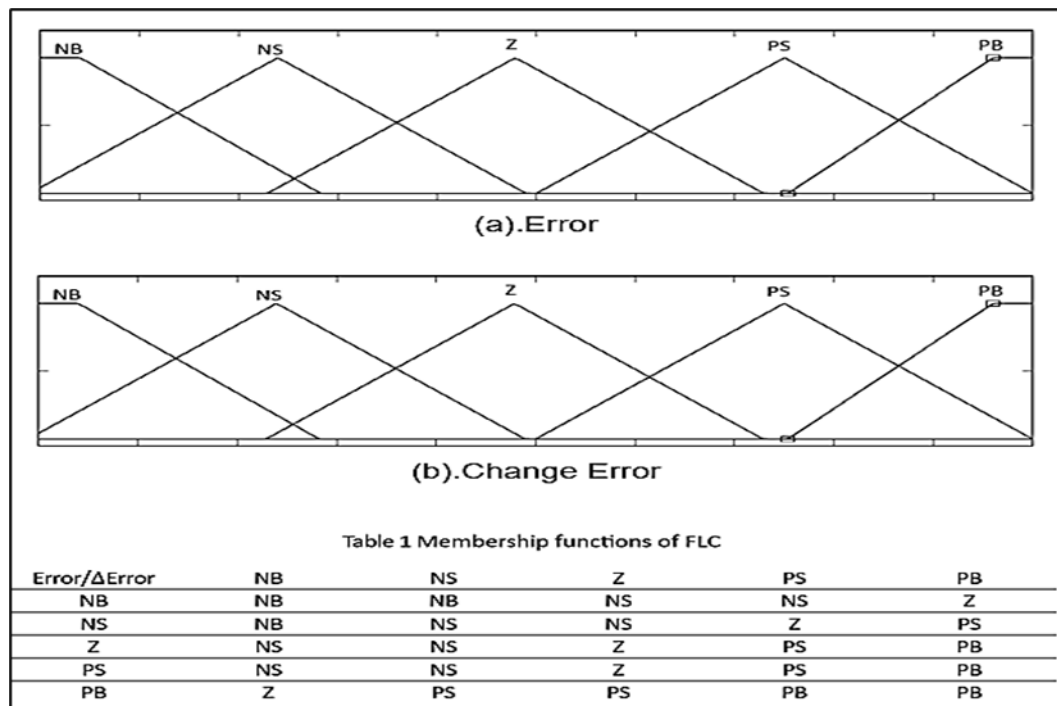 NB NS Z PS PB
(a).Error
NB NS Z PS PB
(b).Change Error
Table 1 Membership functions of FLC
Error/ΔError NB NS Z PS PB
NB NB NB NS NS Z
NS NB NS NS Z PS
Z NS NS Z PS PB
PS NS NS Z PS PB
PB Z PS PS PB PB